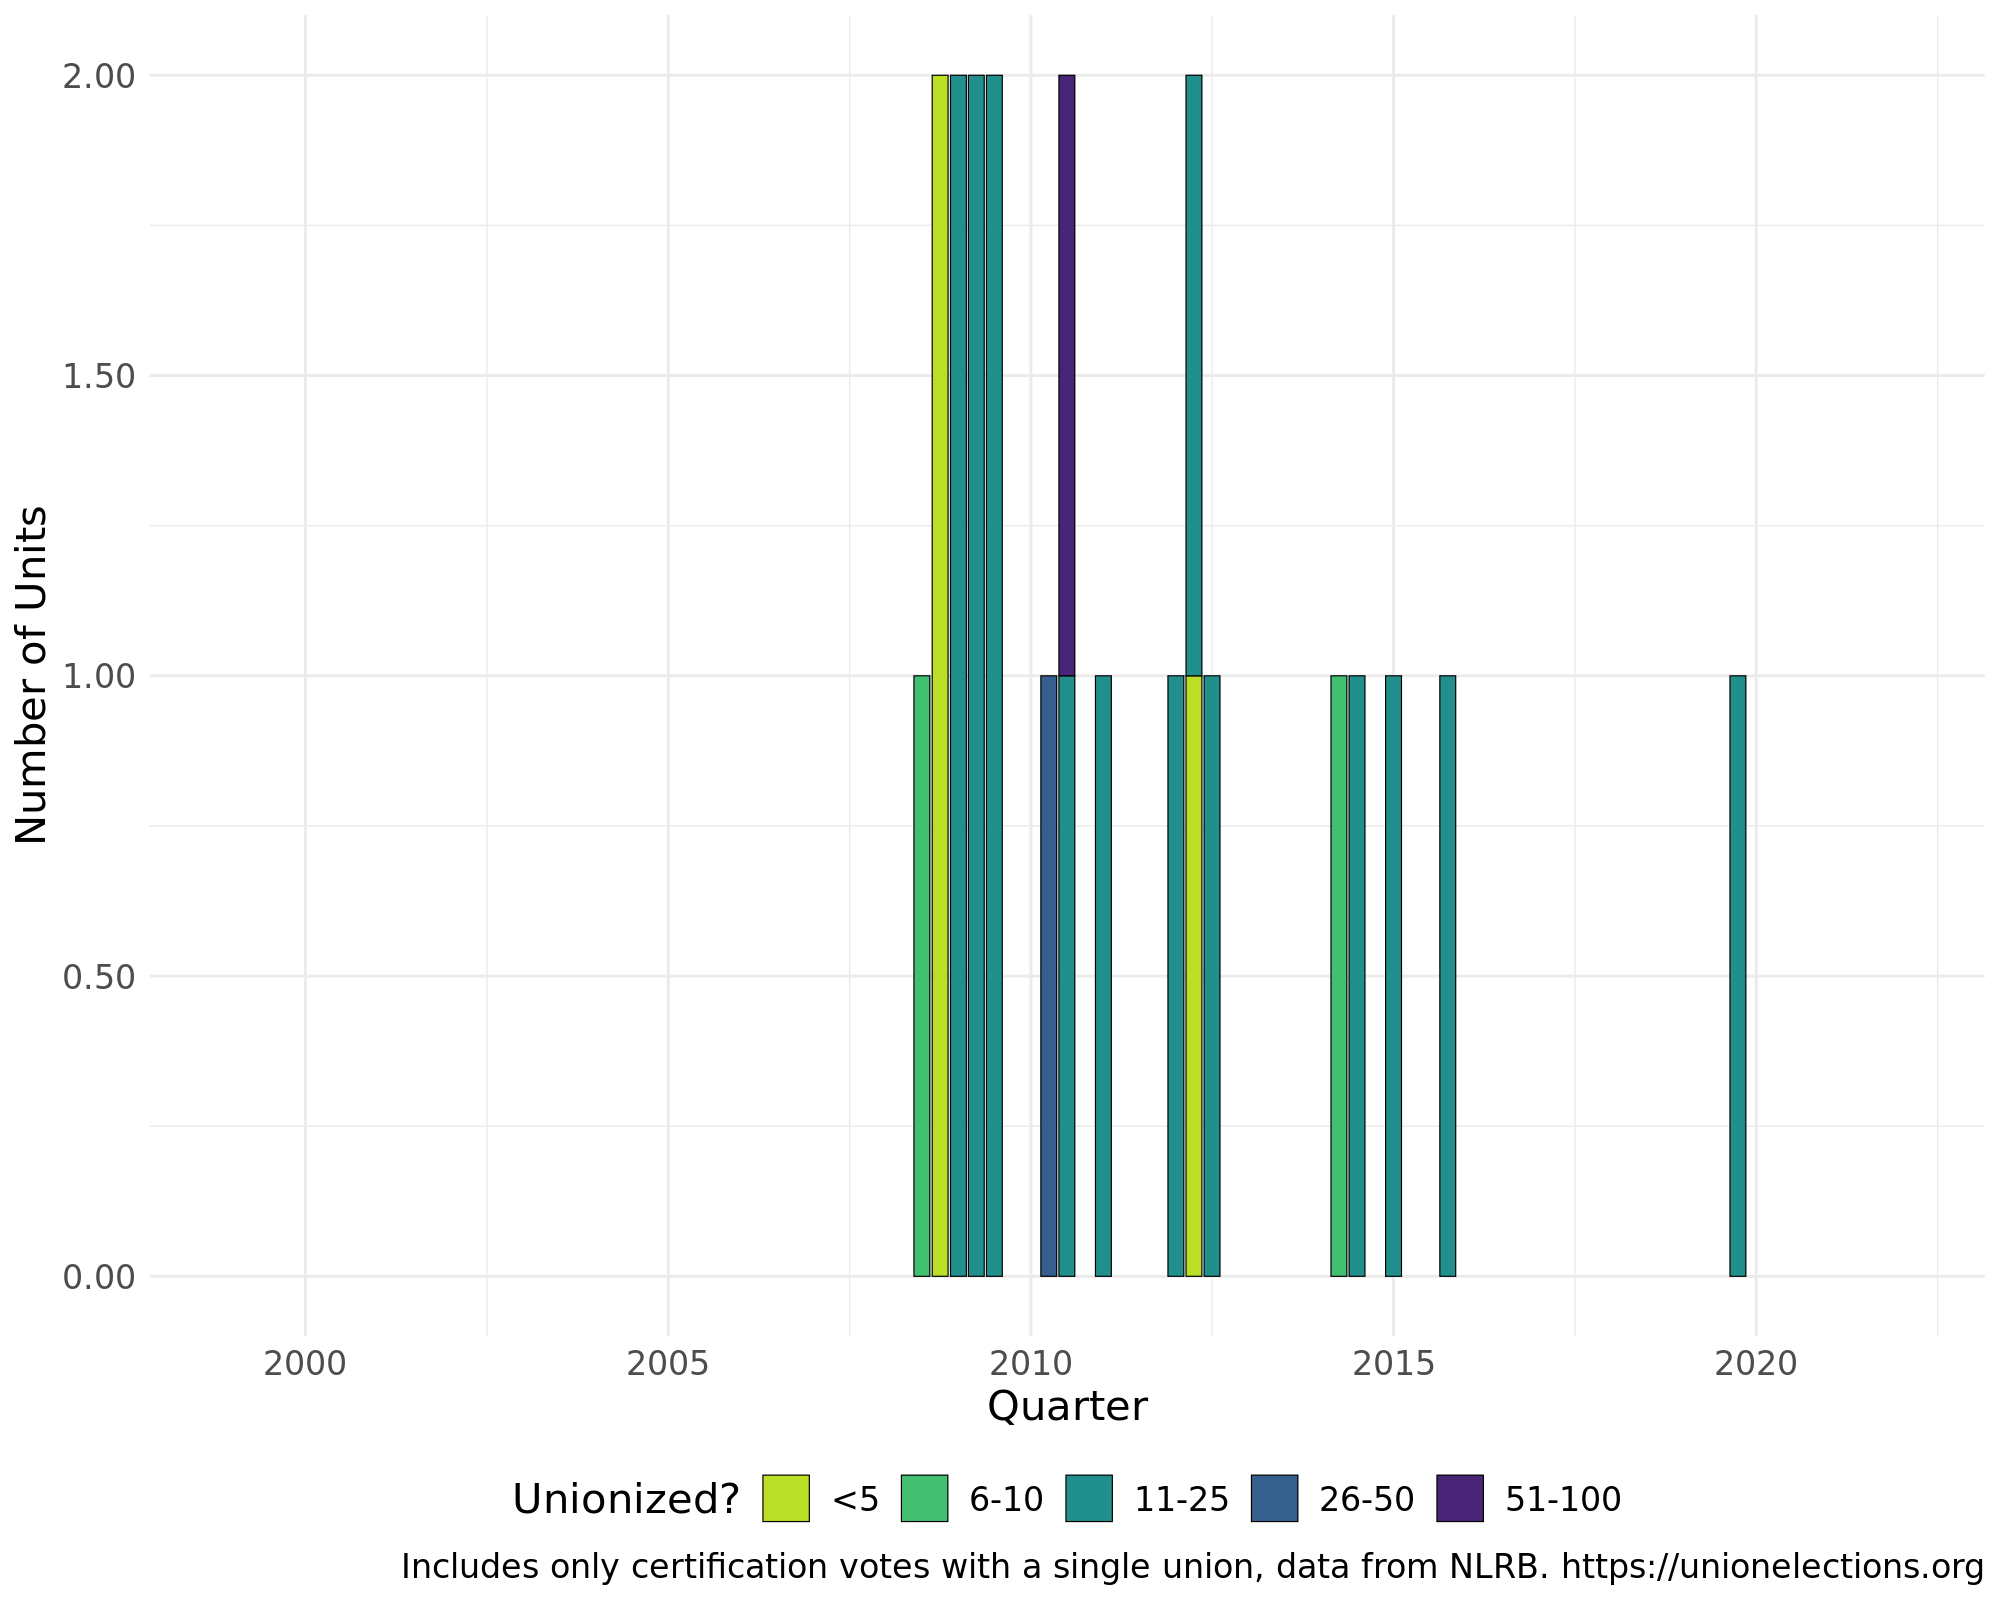 2.00
1.50
1.00
0.50
0.00
Number of Units
2000 2005 2010 2015 2020
Quarter
Unionized? <5 6-10 11-25 26-50 51-100
Includes only certification votes with a single union, data from NLRB. https://unionelections.org